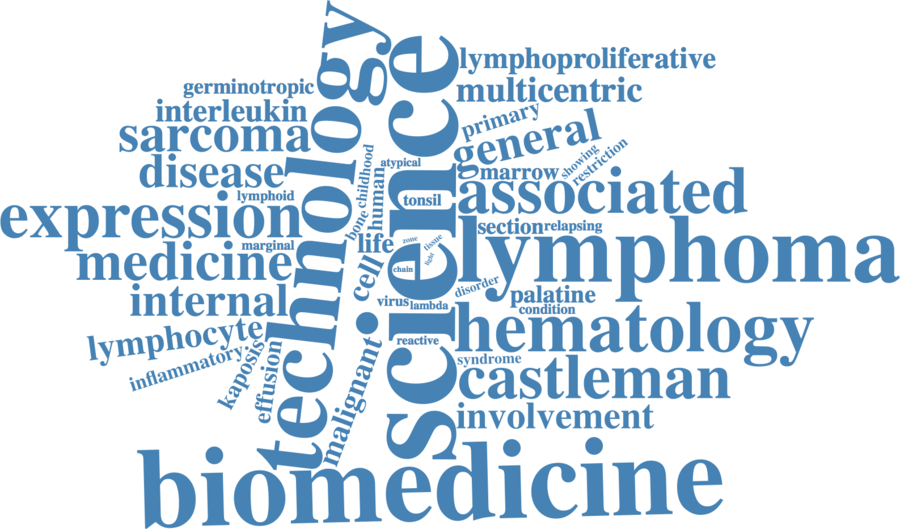 technology
science
lymphoproliferative
germinotropic
multicentric
interleukin
primary
sarcoma
general
showing
restriction
disease
childhood
atypical
marrow
lymphoid
human
tonsil
associated
expression
bone
section
relapsing
marginal
life
zone
tissue
light
lymphoma
medicine
cell
chain
disorder
internal
virus
lambda
palatine
condition
lymphocyte
hematology
reactive
inflammatory
kaposis
effusion
malignant
syndrome
castleman
involvement
biomedicine